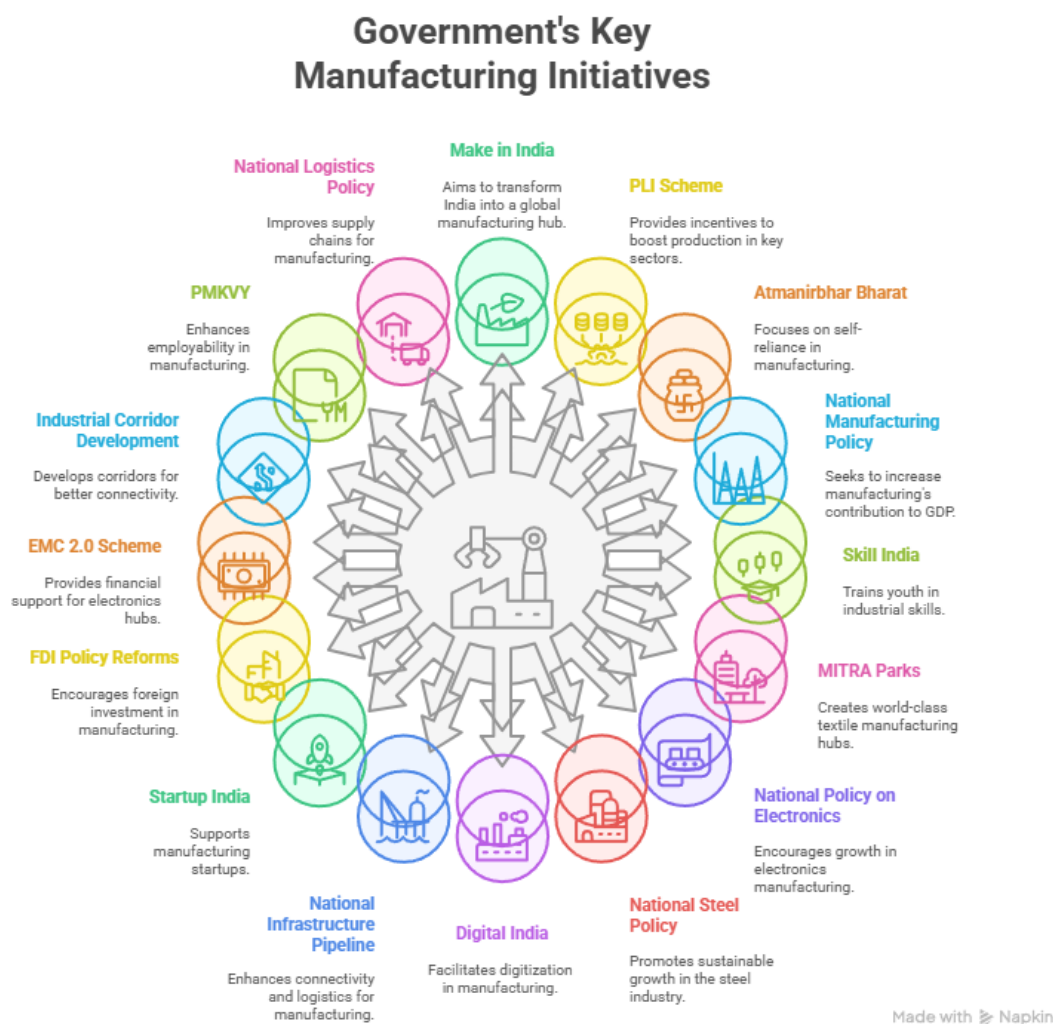 Government's Key
Manufacturing Initiatives
Make in India
Aims to transform
India into a global
manufacturing hub.
PLI Scheme
Provides incentives to
boost production in key
sectors.
Atmanirbhar Bharat
Focuses on self-
reliance in
manufacturing.
National
Manufacturing
Policy
Seeks to increase
manufacturing's
contribution to GDP.
Skill India
Trains youth in
industrial skills.
MITRA Parks
Creates world-class
textile manufacturing
hubs.
National Policy on
Electronics
Encourages growth in
electronics
manufacturing.
National Steel
Policy
Promotes sustainable
growth in the steel
industry.
Digital India
Facilitates digitization
in manufacturing.
National
Infrastructure
Pipeline
Enhances connectivity
and logistics for
manufacturing.
Startup India
Supports
manufacturing
startups.
FDI Policy Reforms
Encourages foreign
investment in
manufacturing.
EMC 2.0 Scheme
Provides financial
support for electronics
hubs.
Industrial Corridor
Development
Develops corridors for
better connectivity.
PMKVY
Enhances
employability in
manufacturing.
YM
National Logistics
Policy
Improves supply
chains for
manufacturing.
Made with Napkin